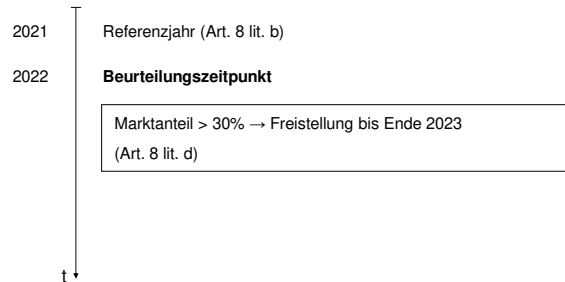 2021 Referenzjahr (Art. 8 lit. b)
2022 Beurteilungszeitpunkt
Marktanteil > 30% → Freistellung bis Ende 2023
(Art. 8 lit. d)
t